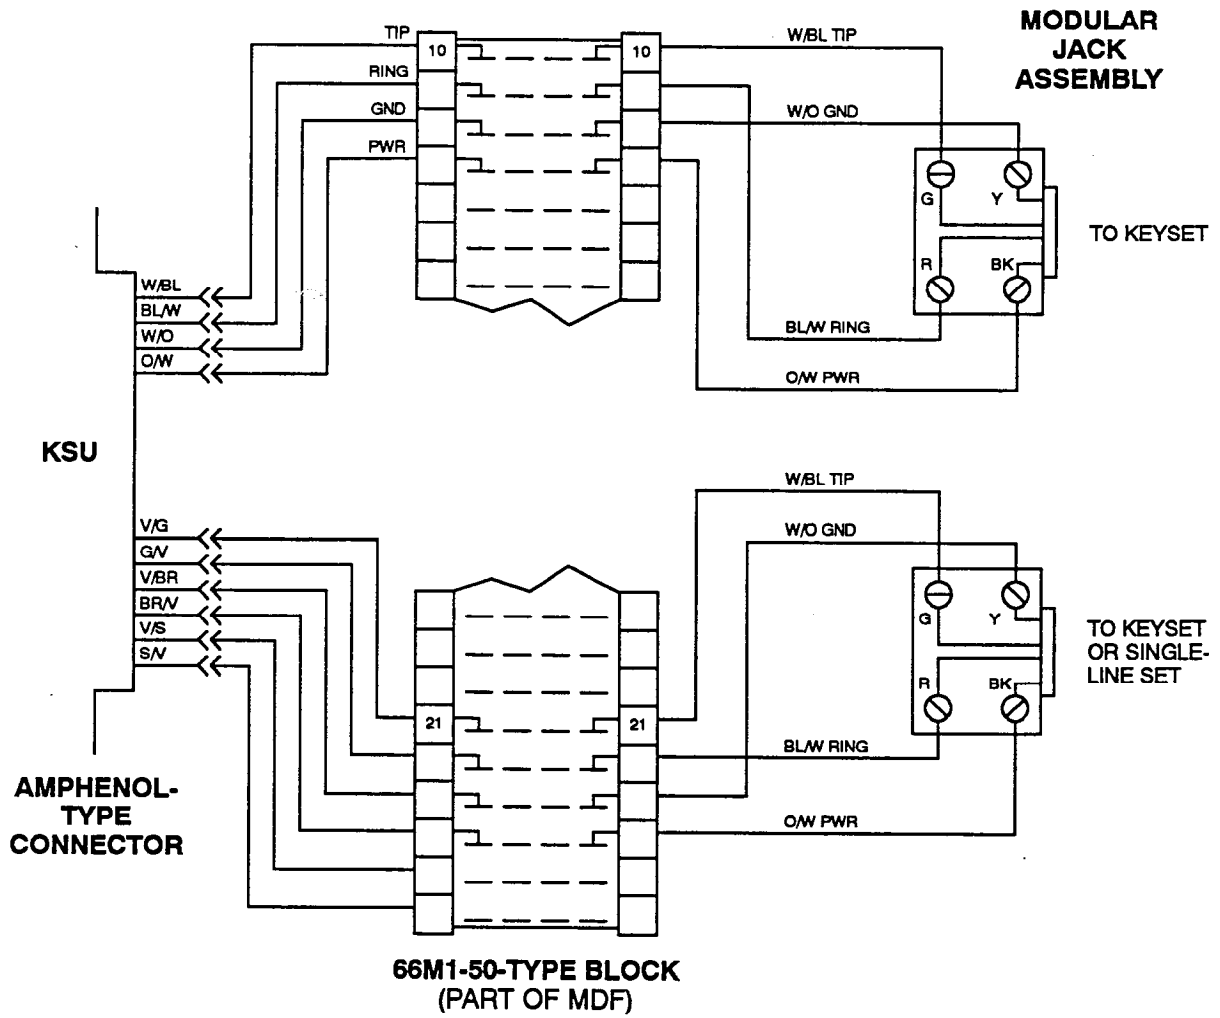 MODULAR
JACK
ASSEMBLY
TIP
RING
GND
PWR
10
10
W/BL TIP
W/O GND
G
Y
R
BK
TO KEYSET
BL/W RING
O/W PWR
W/BL
BL/W
W/O
O/W
KSU
V/G
G/V
V/BR
BR/V
V/S
S/V
AMPHENOL-
TYPE
CONNECTOR
21
21
W/BL TIP
W/O GND
G
Y
R
BK
TO KEYSET
OR SINGLE-
LINE SET
BL/W RING
O/W PWR
66M1-50-TYPE BLOCK
(PART OF MDF)